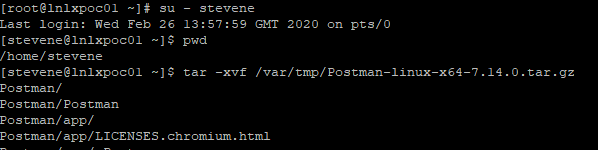 [root@lnlxpoc01 ~]# su - stevene
Last login: Wed Feb 26 13:57:59 GMT 2020 on pts/0
[stevene@lnlxpoc01 ~]$ pwd
/home/stevene
[stevene@lnlxpoc01 ~]$ tar -xvf /var/tmp/Postman-linux-x64-7.14.0.tar.gz
Postman/
Postman/Postman
Postman/app/
Postman/app/LICENSES.chromium.html